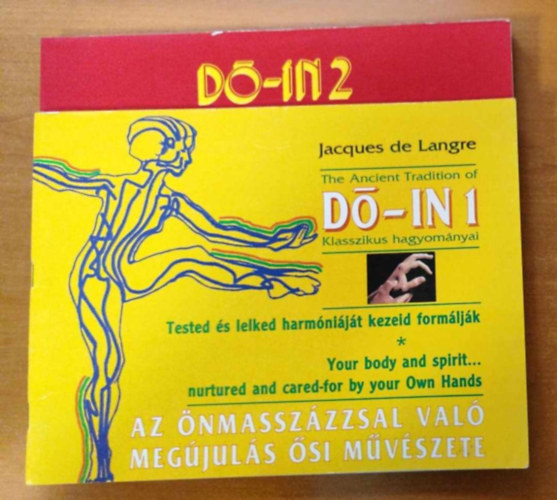 DŌ-IN 2
Jacques de Langre
The Ancient Tradition of
DŌ-IN 1
Klasszikus hagyományai
Tested és lelked harmóniáját kezeid formálják
*
Your body and spirit...
nurtured and cared-for by your Own Hands
AZ ÖNMASSZÁZZSAL VALÓ
MEGÚJULÁS ŐSI MŰVÉSZETE